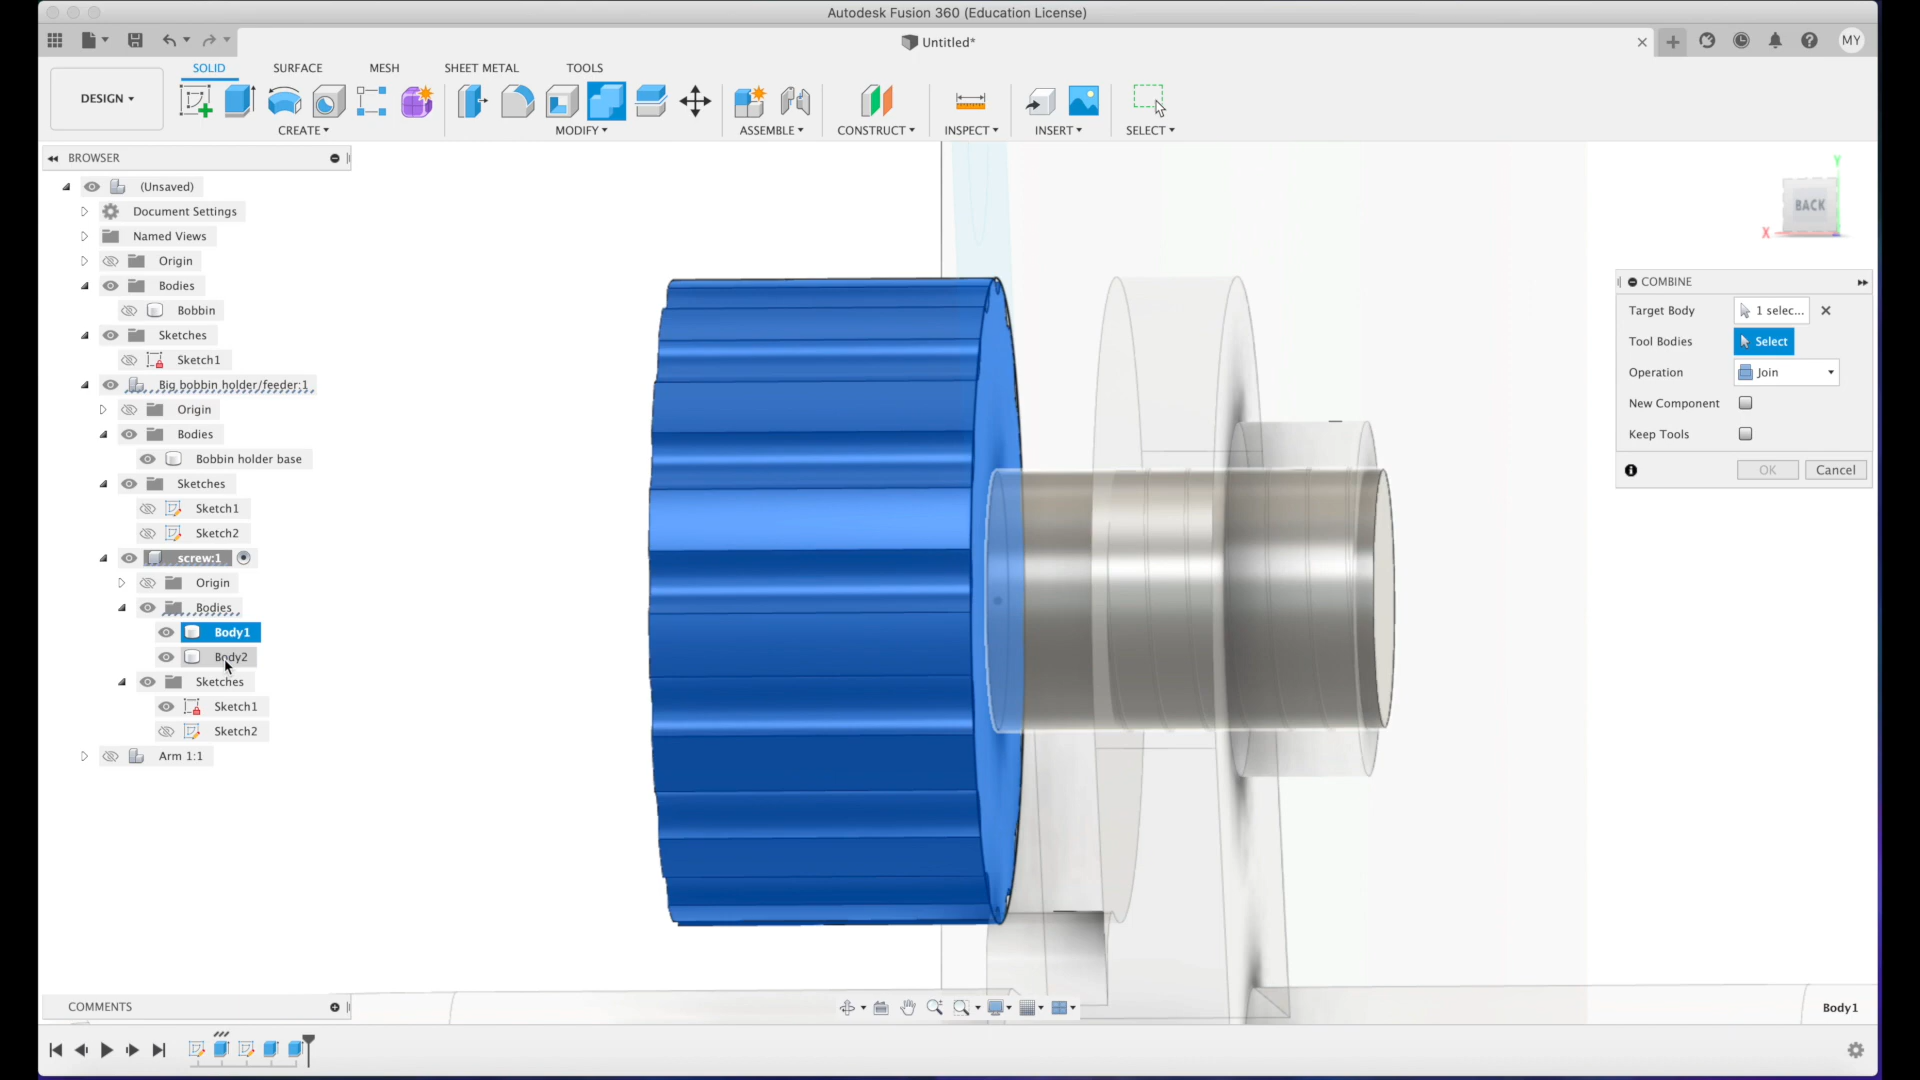 Autodesk Fusion 360 (Education License)
Untitled*
MY
DESIGN
SOLID
SURFACE
MESH
SHEET METAL
TOOLS
CREATE
MODIFY
ASSEMBLE
CONSTRUCT
INSPECT
INSERT
SELECT
BROWSER
(Unsaved)
Document Settings
Named Views
Origin
Bodies
Bobbin
Sketches
Sketch1
Big bobbin holder/feeder:1
Origin
Bodies
Bobbin holder base
Sketches
Sketch1
Sketch2
screw:1
Origin
Bodies
Body1
Body2
Sketches
Sketch1
Sketch2
Arm 1:1
Y
BACK
X
COMBINE
Target Body
1 selec...
Tool Bodies
Select
Operation
Join
New Component
Keep Tools
OK
Cancel
COMMENTS
Body1